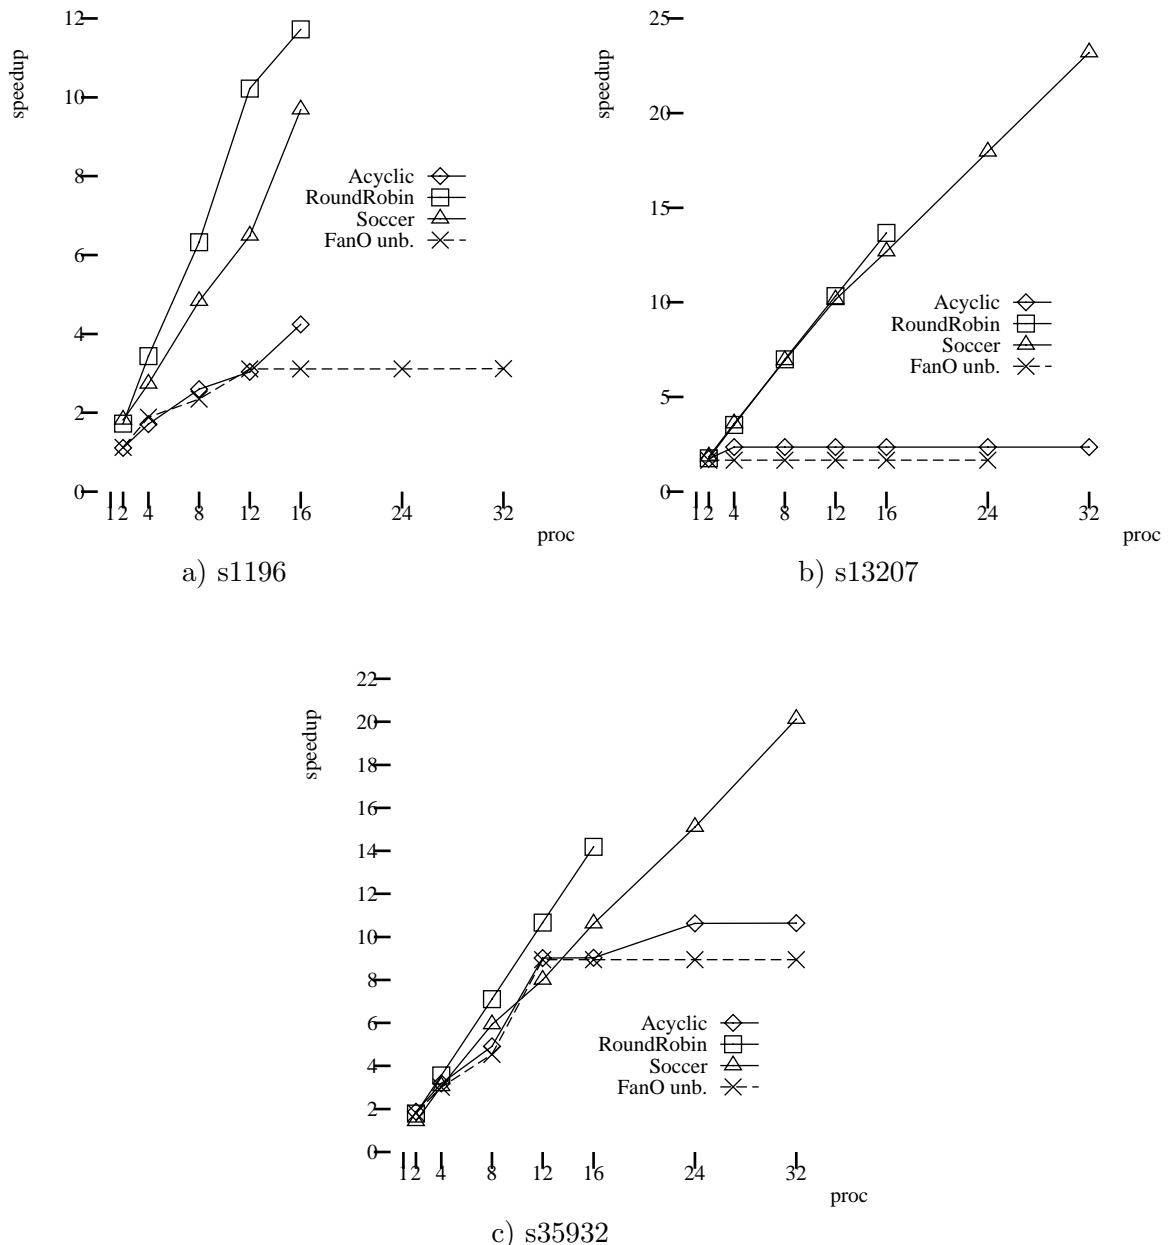 12
10
8
6
4
2
0
speedup
Acyclic
RoundRobin
Soccer
FanO unb.
1 2 4 8 12 16 24 32
proc
a) s1196
25
20
15
10
5
0
speedup
Acyclic
RoundRobin
Soccer
FanO unb.
1 2 4 8 12 16 24 32
proc
b) s13207
22
20
18
16
14
12
10
8
6
4
2
0
speedup
Acyclic
RoundRobin
Soccer
FanO unb.
1 2 4 8 12 16 24 32
proc
c) s35932